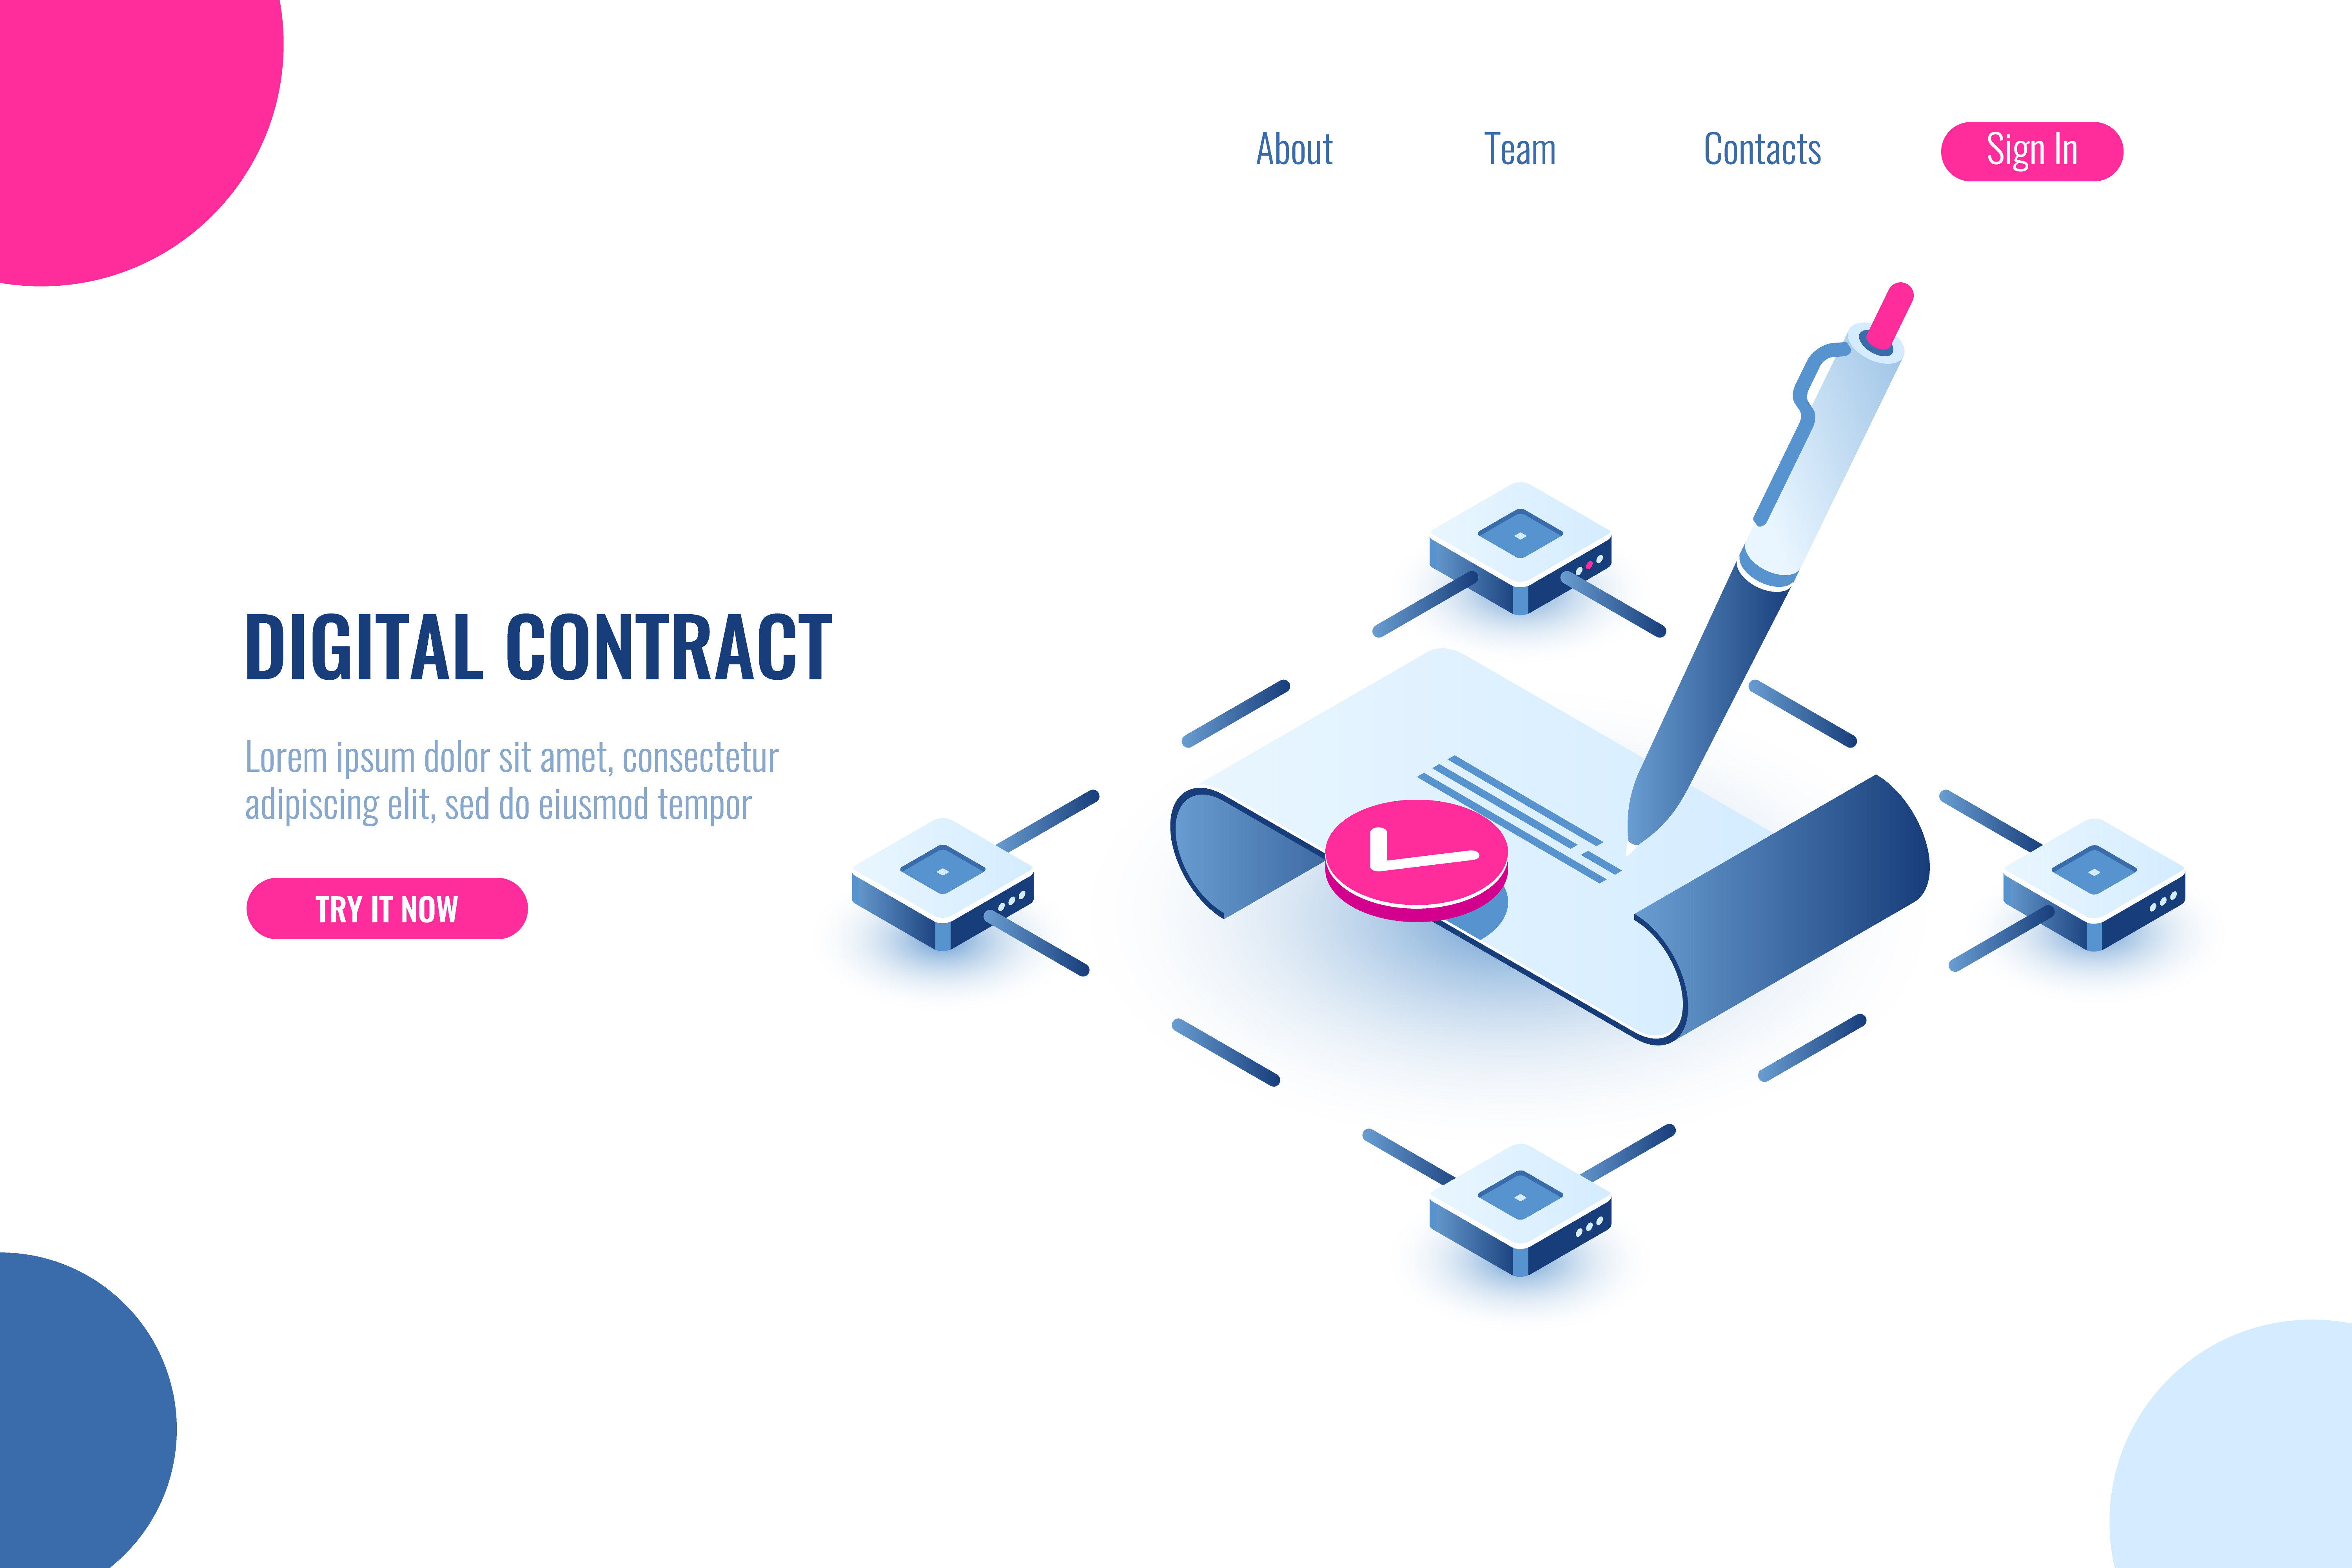 About
Team
Contacts
Sign In
DIGITAL CONTRACT
Lorem ipsum dolor sit amet, consectetur
adipiscing elit, sed do eiusmod tempor
TRY IT NOW